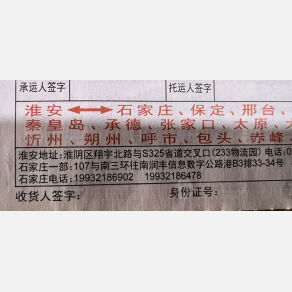 承运人签字 托运人签字
淮安⟷石家庄、保定、邢台、
秦皇岛、承德、张家口、太原、
忻州、朔州、呼市、包头、赤峰
淮安地址:淮阴区翔宇北路与S325省道交叉口(233物流园) 电话:0
石家庄一部:107与南三环往南润丰信息数字公路港B3排33-34号
石家庄电话:19932186902 19932186478
收货人签字: 身份证号: